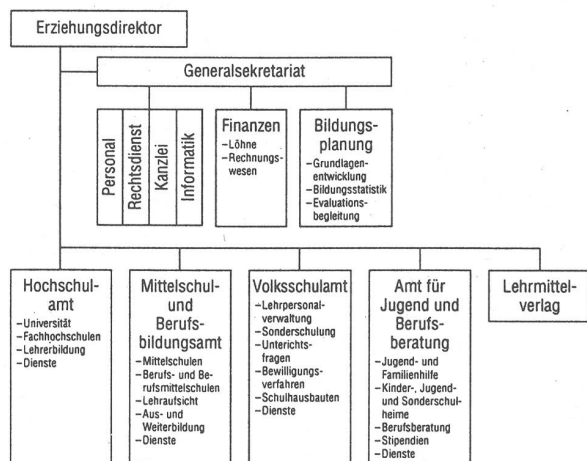 Erziehungsdirektor
Generalsekretariat
Personal
Rechtsdienst
Kanzlei
Informatik
Finanzen
–Löhne
–Rechnungs-
wesen
Bildungs-
planung
–Grundlagen-
entwicklung
–Bildungsstatistik
–Evaluations-
begleitung
Hochschul-
amt
–Universität
–Fachhochschulen
–Lehrerbildung
–Dienste
Mittelschul-
und
Berufs-
bildungsamt
–Mittelschulen
–Berufs- und Be-
rufsmittelschulen
–Lehraufsicht
–Aus- und
Weiterbildung
–Dienste
Volksschulamt
–Lehrpersonal-
verwaltung
–Sonderschulung
–Unterichts-
fragen
–Bewilligungs-
verfahren
–Schulhausbauten
–Dienste
Amt für
Jugend und
Berufs-
beratung
–Jugend- und
Familienhilfe
–Kinder-, Jugend-
und Sonderschul-
heime
–Berufsberatung
–Stipendien
–Dienste
Lehrmittel-
verlag